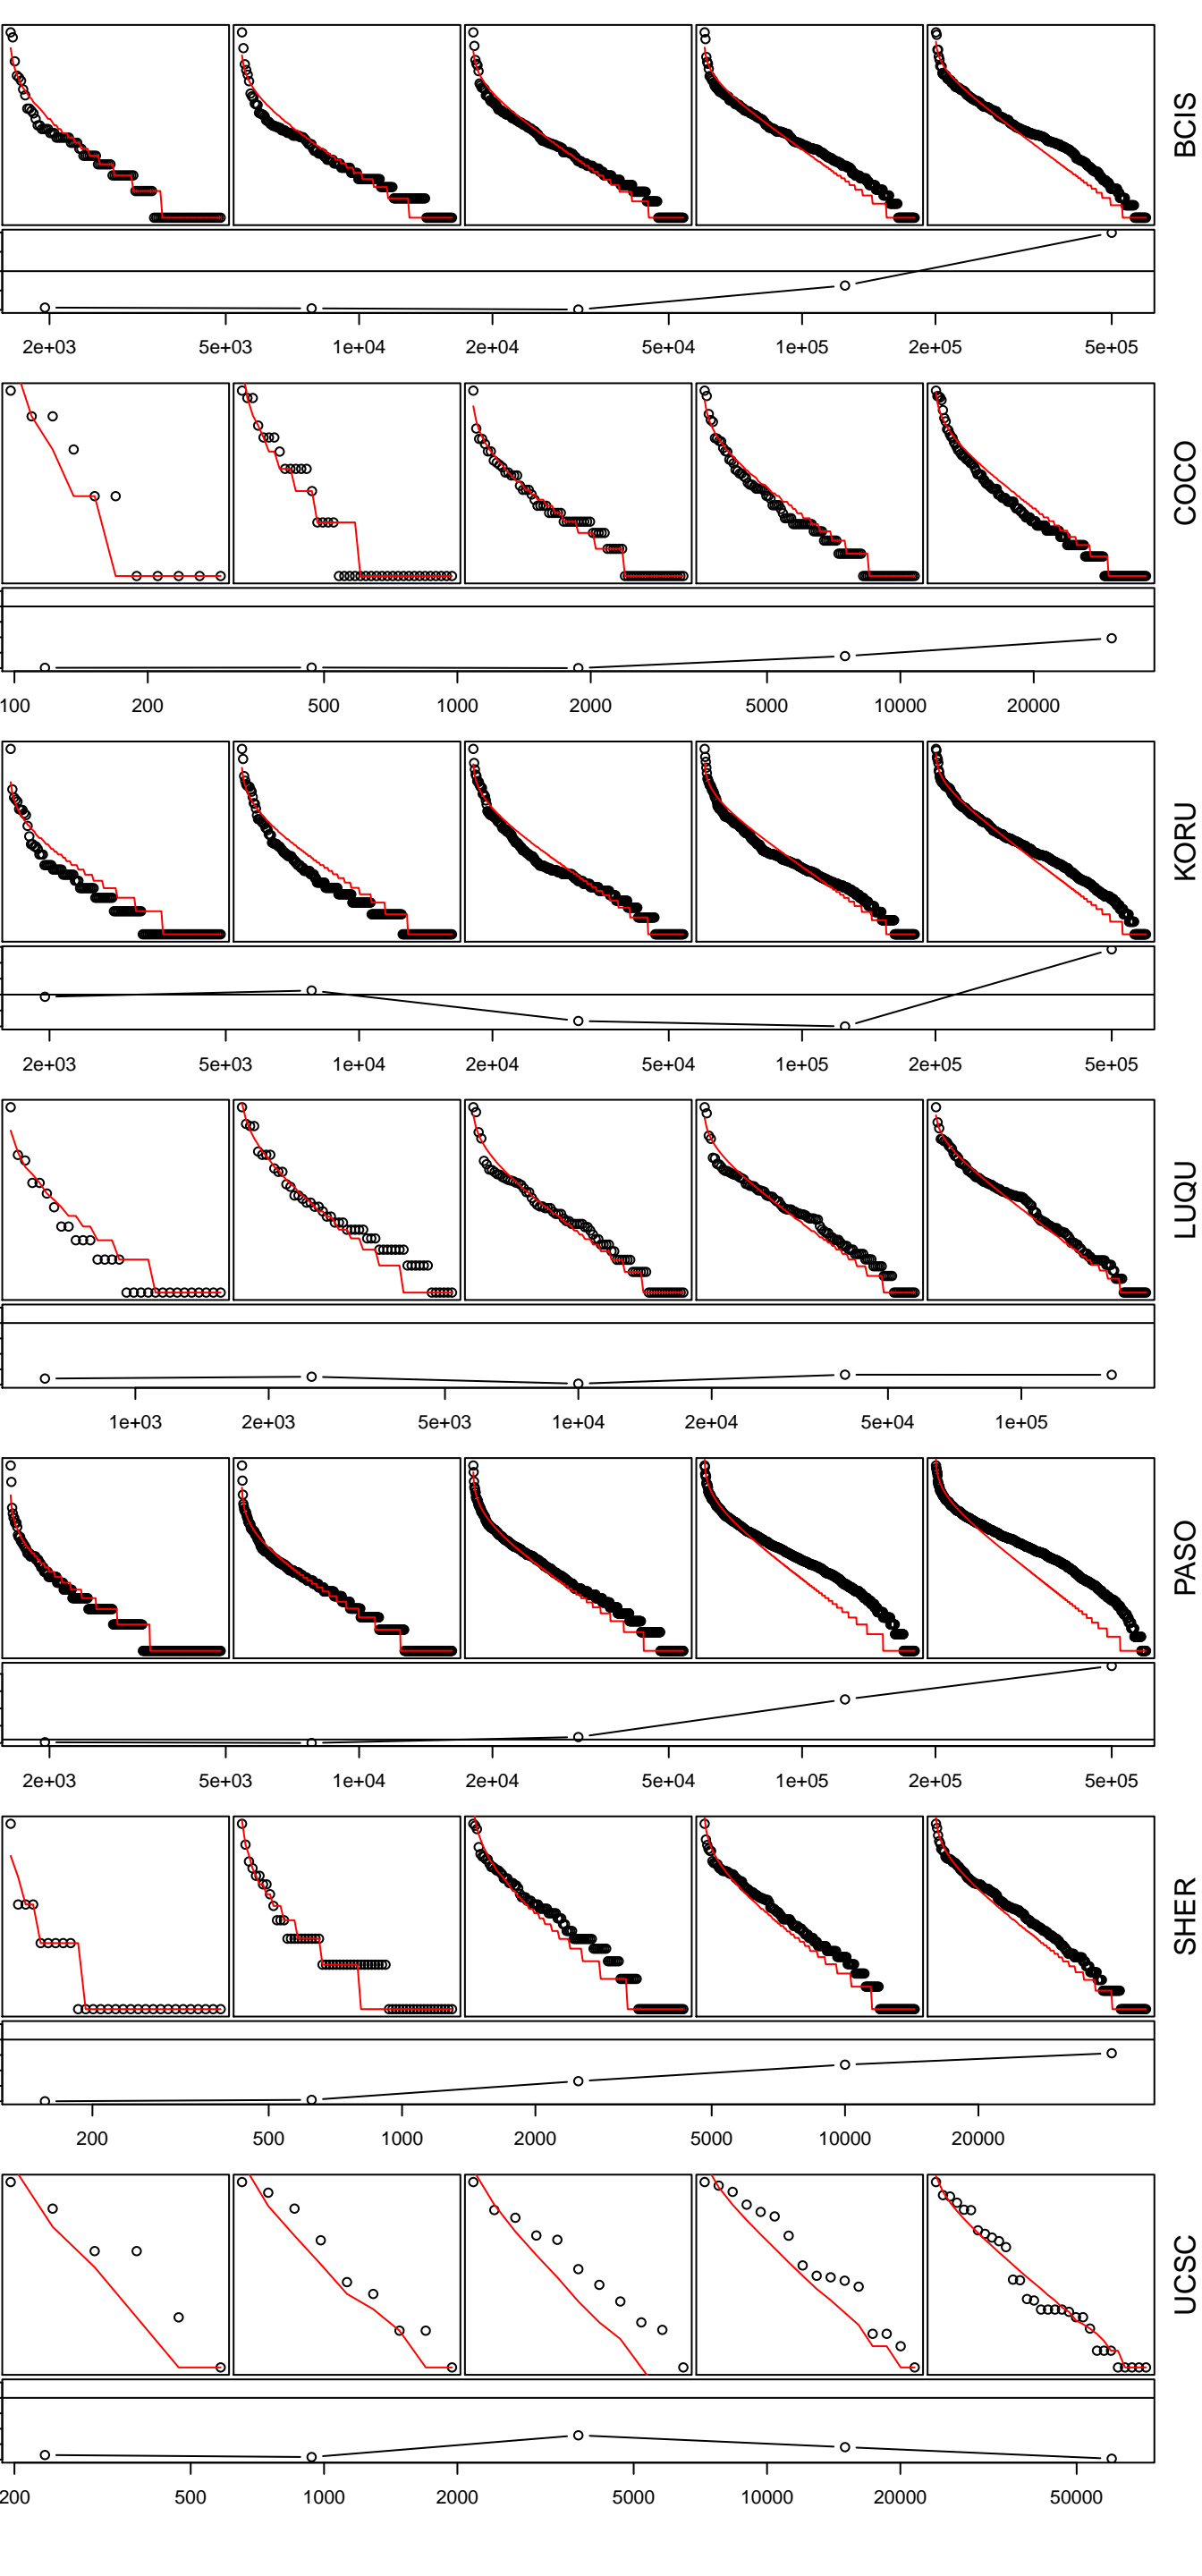 BCIS
2e+03 5e+03 1e+04 2e+04 5e+04 1e+05 2e+05 5e+05
COCO
100 200 500 1000 2000 5000 10000 20000
KORU
2e+03 5e+03 1e+04 2e+04 5e+04 1e+05 2e+05 5e+05
LUQU
1e+03 2e+03 5e+03 1e+04 2e+04 5e+04 1e+05
PASO
2e+03 5e+03 1e+04 2e+04 5e+04 1e+05 2e+05 5e+05
SHER
200 500 1000 2000 5000 10000 20000
UCSC
200 500 1000 2000 5000 10000 20000 50000